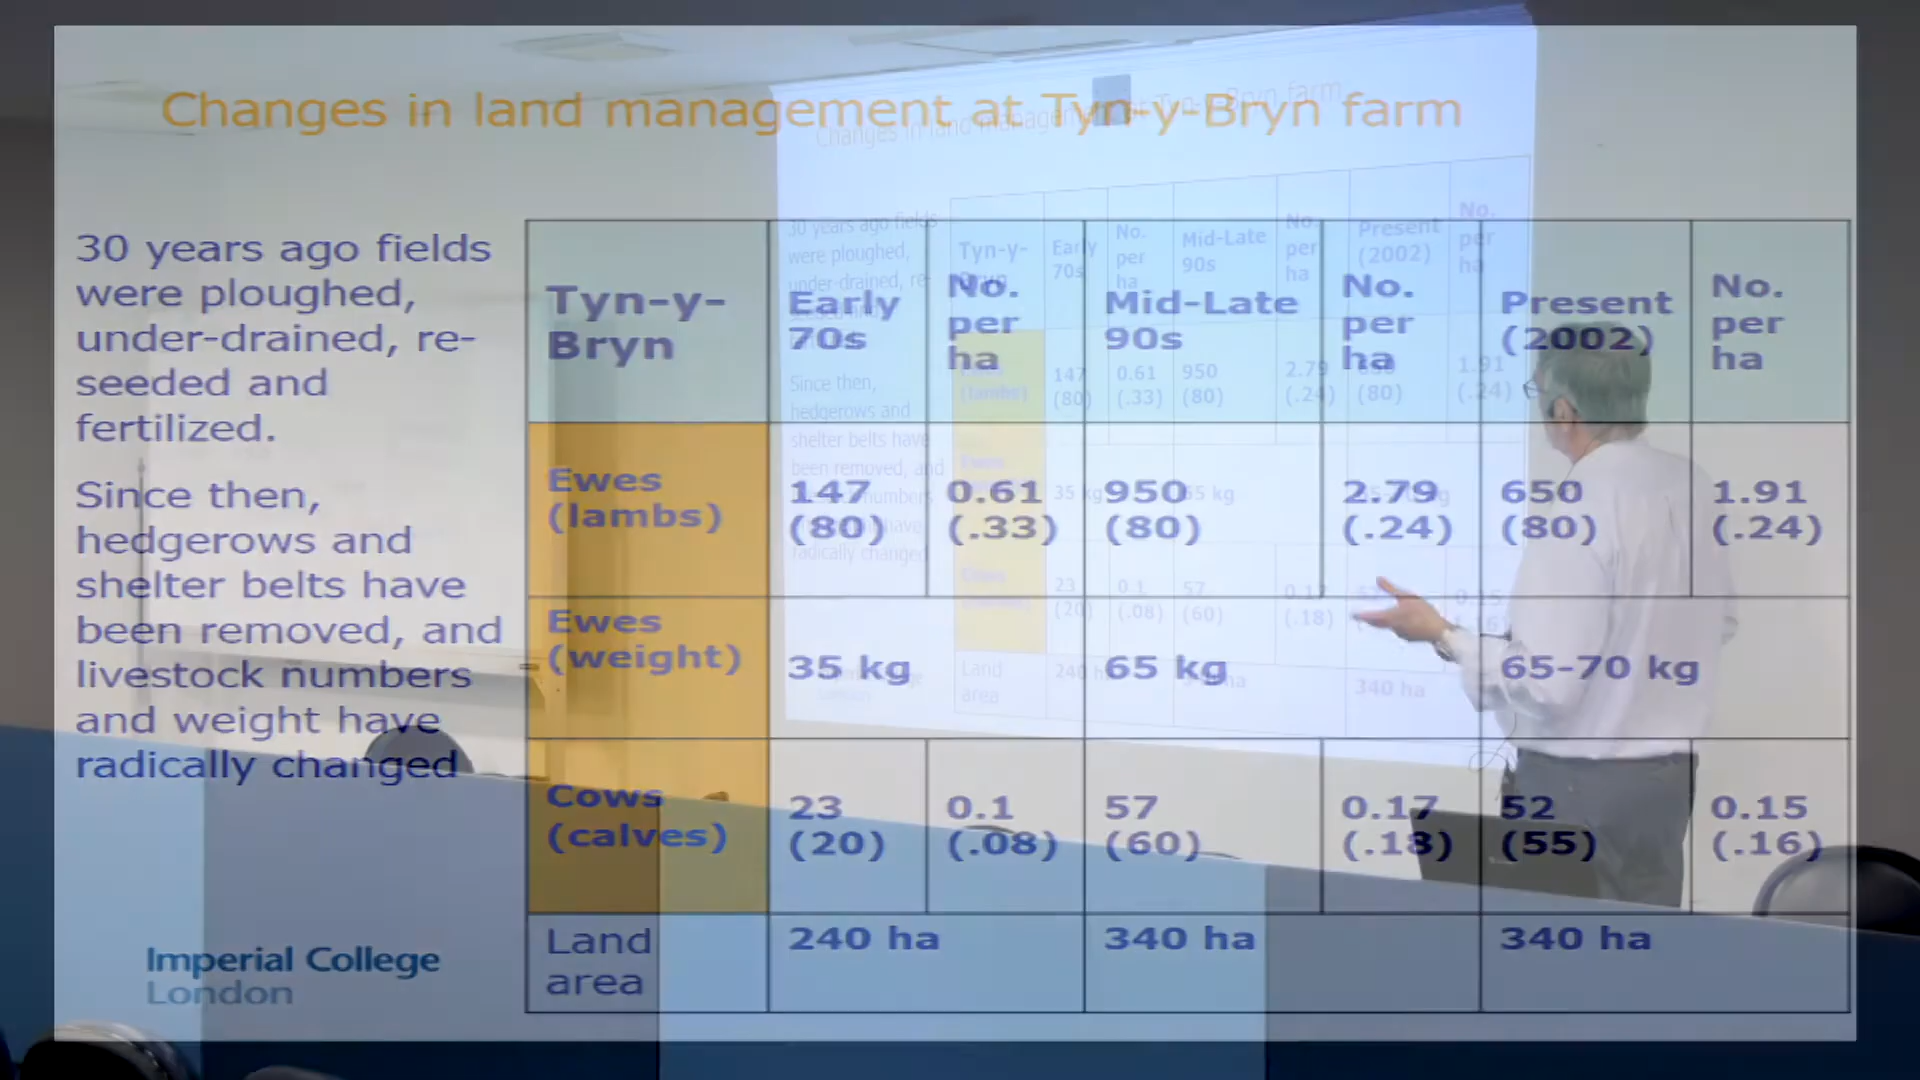 Changes in land management at Tyn-y-Bryn farm
30 years ago fields
were ploughed,
under-drained, re-
seeded and
fertilized.
Since then,
hedgerows and
shelter belts have
been removed, and
livestock numbers
and weight have
radically changed
Tyn-y-
Bryn
Early
70s
No.
per
ha
Mid-Late
90s
No.
per
ha
Present
(2002)
No.
per
ha
Ewes
(lambs)
147
(80)
0.61
(.33)
950
(80)
2.79
(.24)
650
(80)
1.91
(.24)
Ewes
(weight)
35 kg
65 kg
65-70 kg
Cows
(calves)
23
(20)
0.1
(.08)
57
(60)
0.17
(.18)
52
(55)
0.15
(.16)
Land
area
240 ha
340 ha
340 ha
Imperial College
London